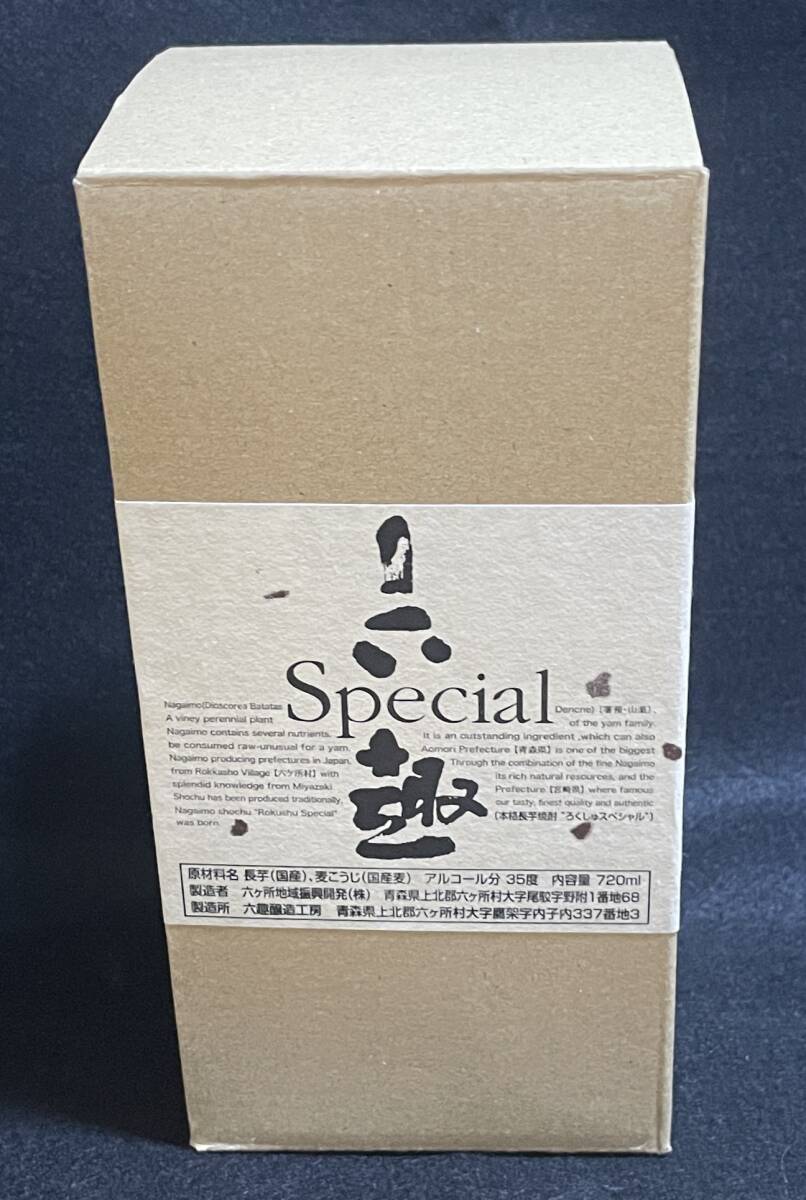 六趣
Special
Nagaimo(Dioscorea Batatas Dencne) 【薯蕷・山薬】、
A viney perennial plant of the yam family.
Nagaimo contains several nutrients. It is an outstanding ingredient ,which can also
be consumed raw-unusual for a yam. Aomori Prefecture【青森県】is one of the biggest
Nagaimo producing prefectures in Japan. Through the combination of the fine Nagaimo
from Rokkasho Village【六ケ所村】with its rich natural resources, and the
splendid knowledge from Miyazaki Prefecture【宮崎県】where famous
Shochu has been produced traditionally, our tasty, finest quality and authentic
Nagaimo shochu "Rokushu Special" (本格長芋焼酎 "ろくしゅスペシャル")
was born.
原材料名 長芋(国産)、麦こうじ(国産麦) アルコール分 35度 内容量 720ml
製造者 六ヶ所地域振興開発(株) 青森県上北郡六ヶ所村大字尾駮字野附1番地68
製造所 六趣醸造工房 青森県上北郡六ヶ所村大字鷹架字内子内337番地3